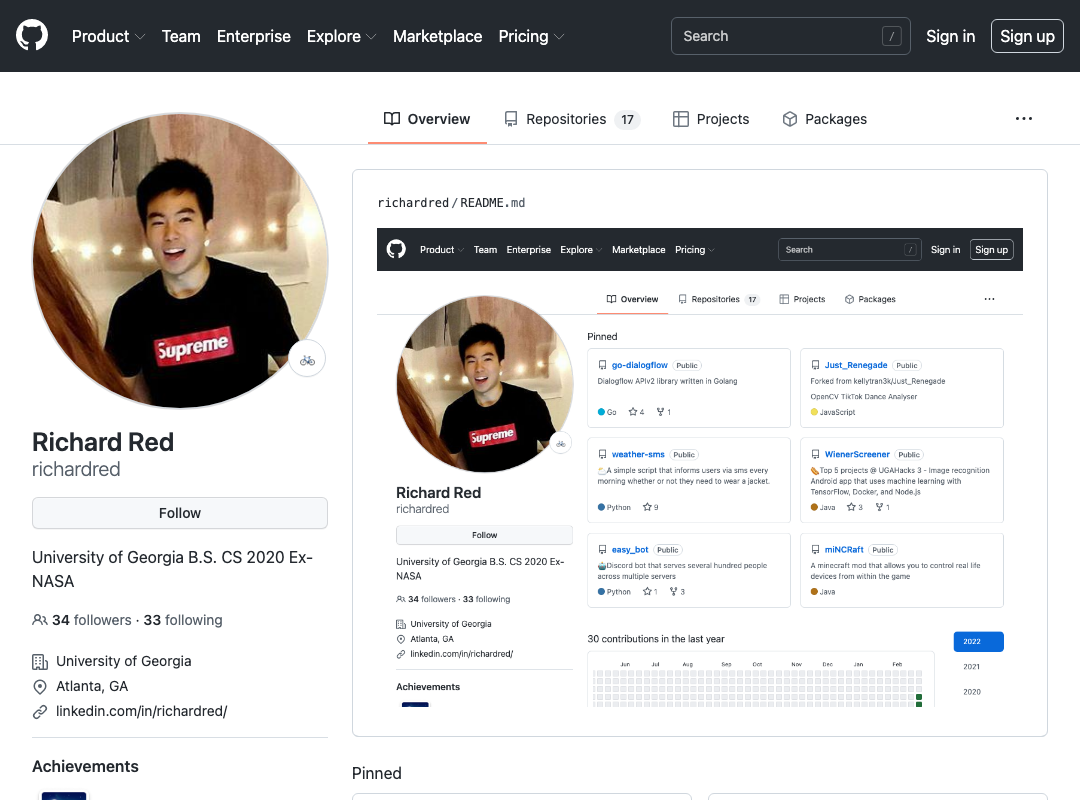 Product Team Enterprise Explore Marketplace Pricing Search / Sign in Sign up
Overview Repositories 17 Projects Packages ...
Supreme
Richard Red
richardred
Follow
University of Georgia B.S. CS 2020 Ex-
NASA
34 followers · 33 following
University of Georgia
Atlanta, GA
linkedin.com/in/richardred/
Achievements
richardred/README.md
Product Team Enterprise Explore Marketplace Pricing Search / Sign in Sign up
Overview Repositories 17 Projects Packages ...
Supreme
Richard Red
richardred
Follow
University of Georgia B.S. CS 2020 Ex-
NASA
34 followers · 33 following
University of Georgia
Atlanta, GA
linkedin.com/in/richardred/
Achievements
Pinned
go-dialogflow Public
Dialogflow APIv2 library written in Golang
Go 4 1
Just_Renegade Public
Forked from kellytran3k/Just_Renegade
OpenCV TikTok Dance Analyser
JavaScript
weather-sms Public
A simple script that informs users via sms every
morning whether or not they need to wear a jacket.
Python 9
WienerScreener Public
Top 5 projects @ UGAHacks 3 - Image recognition
Android app that uses machine learning with
TensorFlow, Docker, and Node.js
Java 3 1
easy_bot Public
Discord bot that serves several hundred people
across multiple servers
Python 1 3
miNCRaft Public
A minecraft mod that allows you to control real life
devices from within the game
Java
30 contributions in the last year
Jun Jul Aug Sep Oct Nov Dec Jan Feb
2022
2021
2020
Pinned